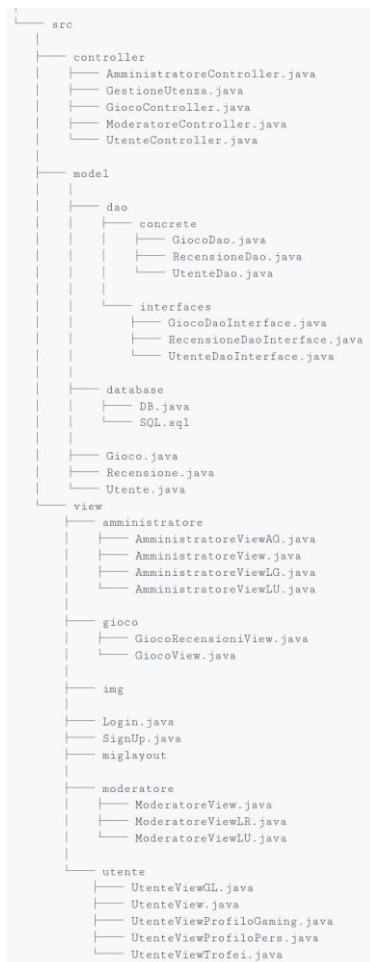 src
controller
AmministratoreController.java
GestioneUtenza.java
GiocoController.java
ModeratoreController.java
UtenteController.java
model
dao
concrete
GiocoDao.java
RecensioneDao.java
UtenteDao.java
interfaces
GiocoDaoInterface.java
RecensioneDaoInterface.java
UtenteDaoInterface.java
database
DB.java
SQL.sql
Gioco.java
Recensione.java
Utente.java
view
amministratore
AmministratoreViewAG.java
AmministratoreView.java
AmministratoreViewLG.java
AmministratoreViewLU.java
gioco
GiocoRecensioniView.java
GiocoView.java
img
Login.java
SignUp.java
miglayout
moderatore
ModeratoreView.java
ModeratoreViewLR.java
ModeratoreViewLU.java
utente
UtenteViewGL.java
UtenteView.java
UtenteViewProfiloGaming.java
UtenteViewProfiloPers.java
UtenteViewTrofei.java